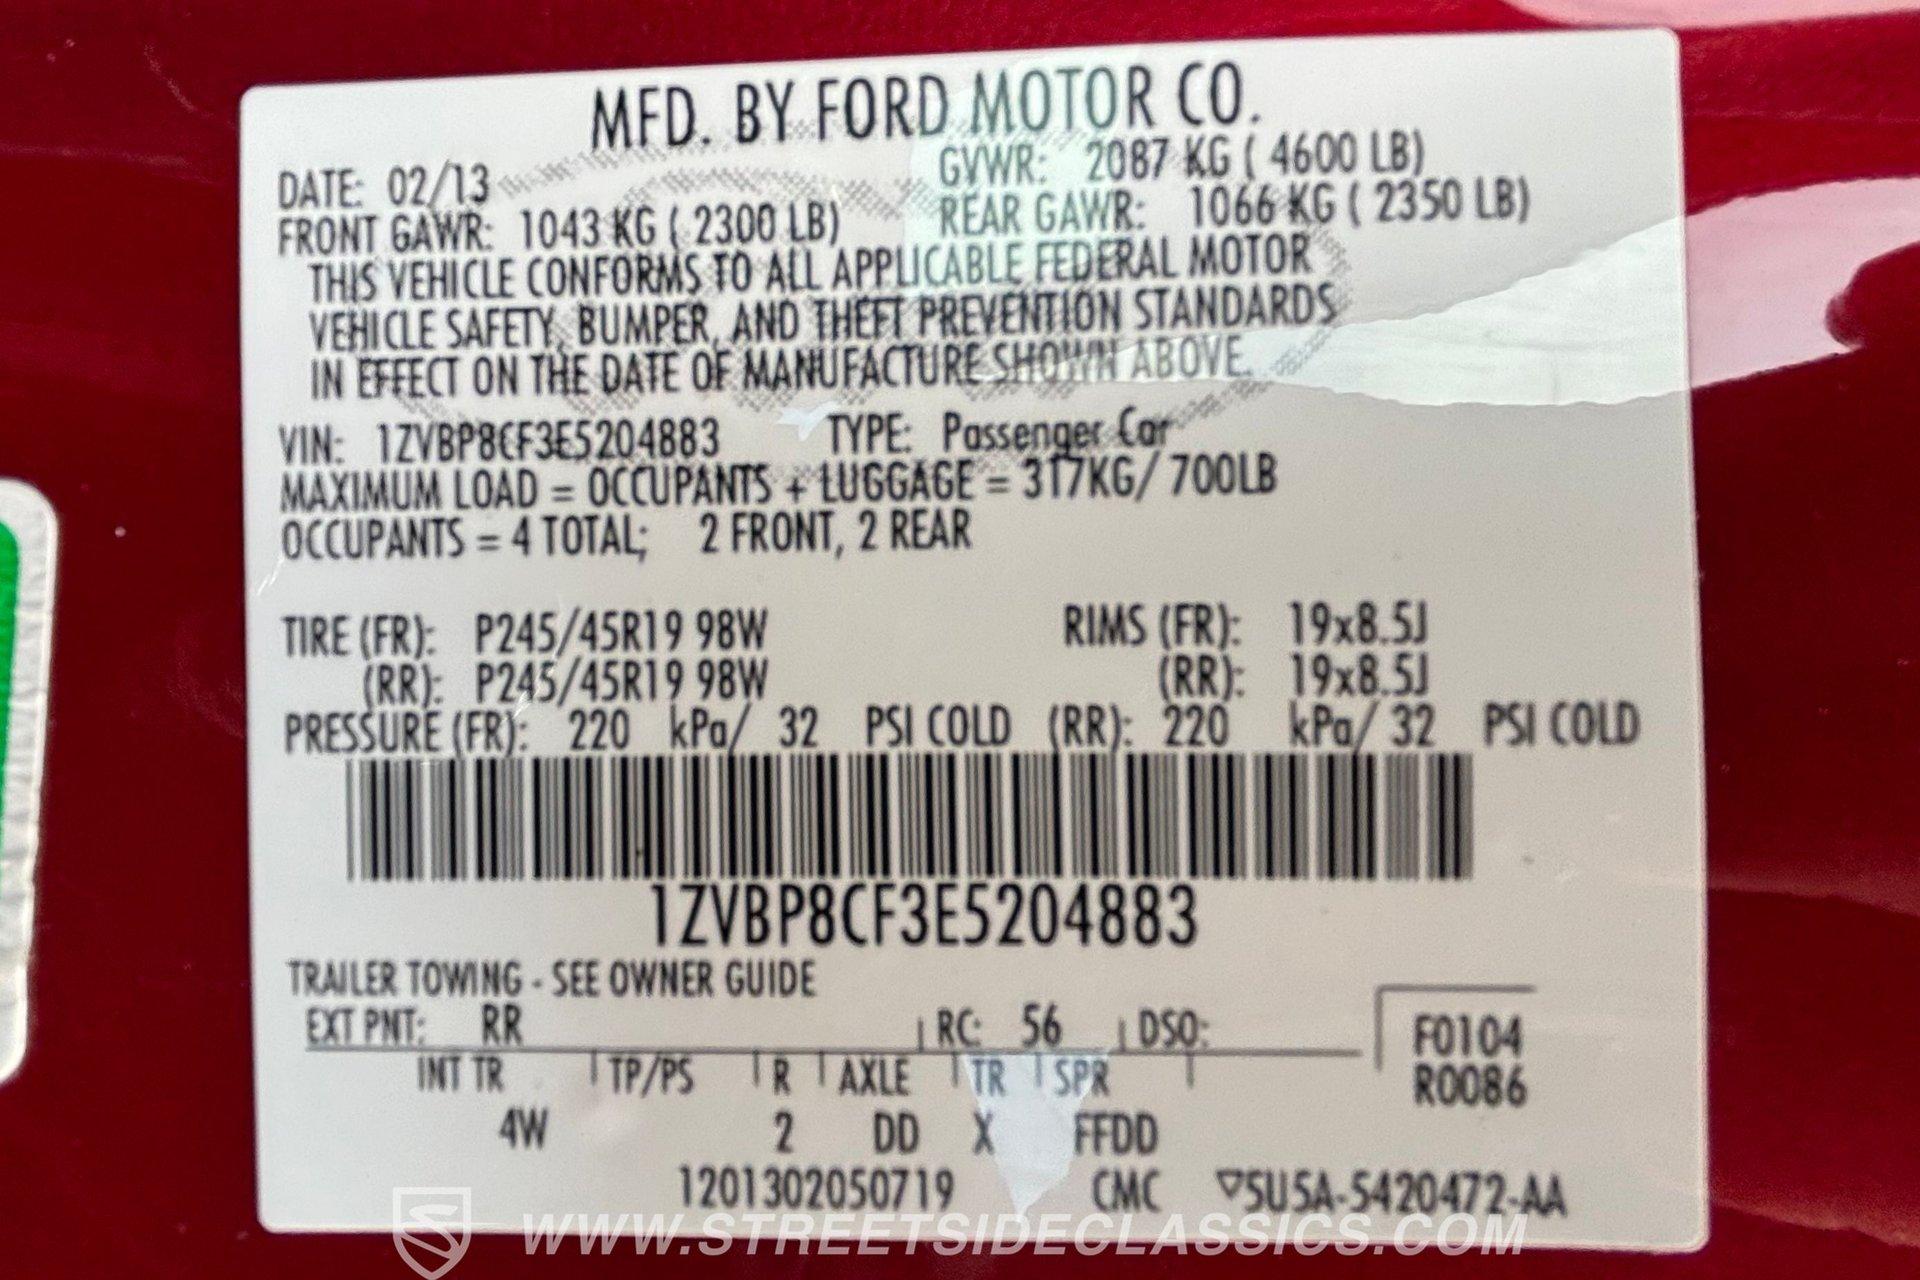 MFD. BY FORD MOTOR CO.
DATE: 02/13 GVWR: 2087 KG ( 4600 LB)
FRONT GAWR: 1043 KG ( 2300 LB) REAR GAWR: 1066 KG ( 2350 LB)
THIS VEHICLE CONFORMS TO ALL APPLICABLE FEDERAL MOTOR
VEHICLE SAFETY, BUMPER, AND THEFT PREVENTION STANDARDS
IN EFFECT ON THE DATE OF MANUFACTURE SHOWN ABOVE.
VIN: 1ZVBP8CF3E5204883 TYPE: Passenger Car
MAXIMUM LOAD = OCCUPANTS + LUGGAGE = 317KG/ 700LB
OCCUPANTS = 4 TOTAL; 2 FRONT, 2 REAR
TIRE (FR): P245/45R19 98W RIMS (FR): 19x8.5J
(RR): P245/45R19 98W (RR): 19x8.5J
PRESSURE (FR): 220 kPa/ 32 PSI COLD (RR): 220 kPa/ 32 PSI COLD
1ZVBP8CF3E5204883
TRAILER TOWING - SEE OWNER GUIDE
EXT PNT: RR RC: 56 DSO: F0104
INT TR TP/PS R AXLE TR SPR R0086
4W 2 DD X FFDD
1201302050719 CMC ▽5U5A-5420472-AA
WWW.STREETSIDECLASSICS.COM